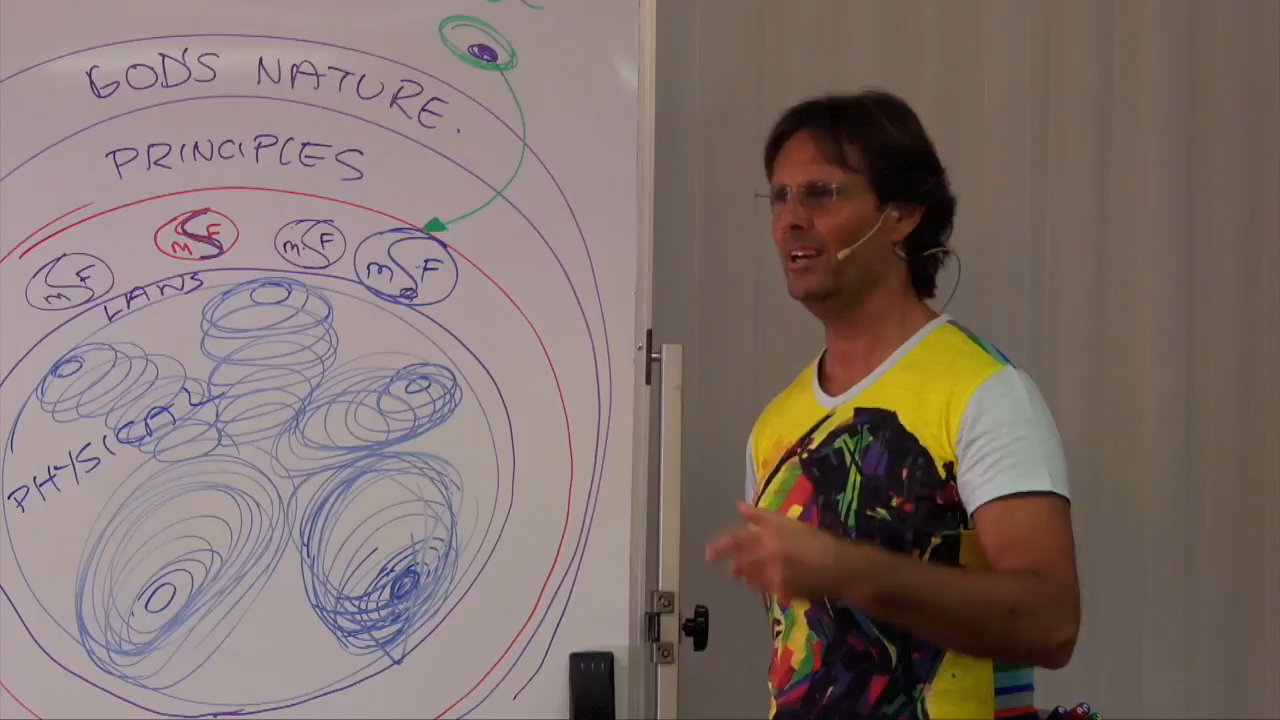 GOD'S NATURE.
PRINCIPLES
M F
M F
M F
M F
LAWS
PHYSICAL